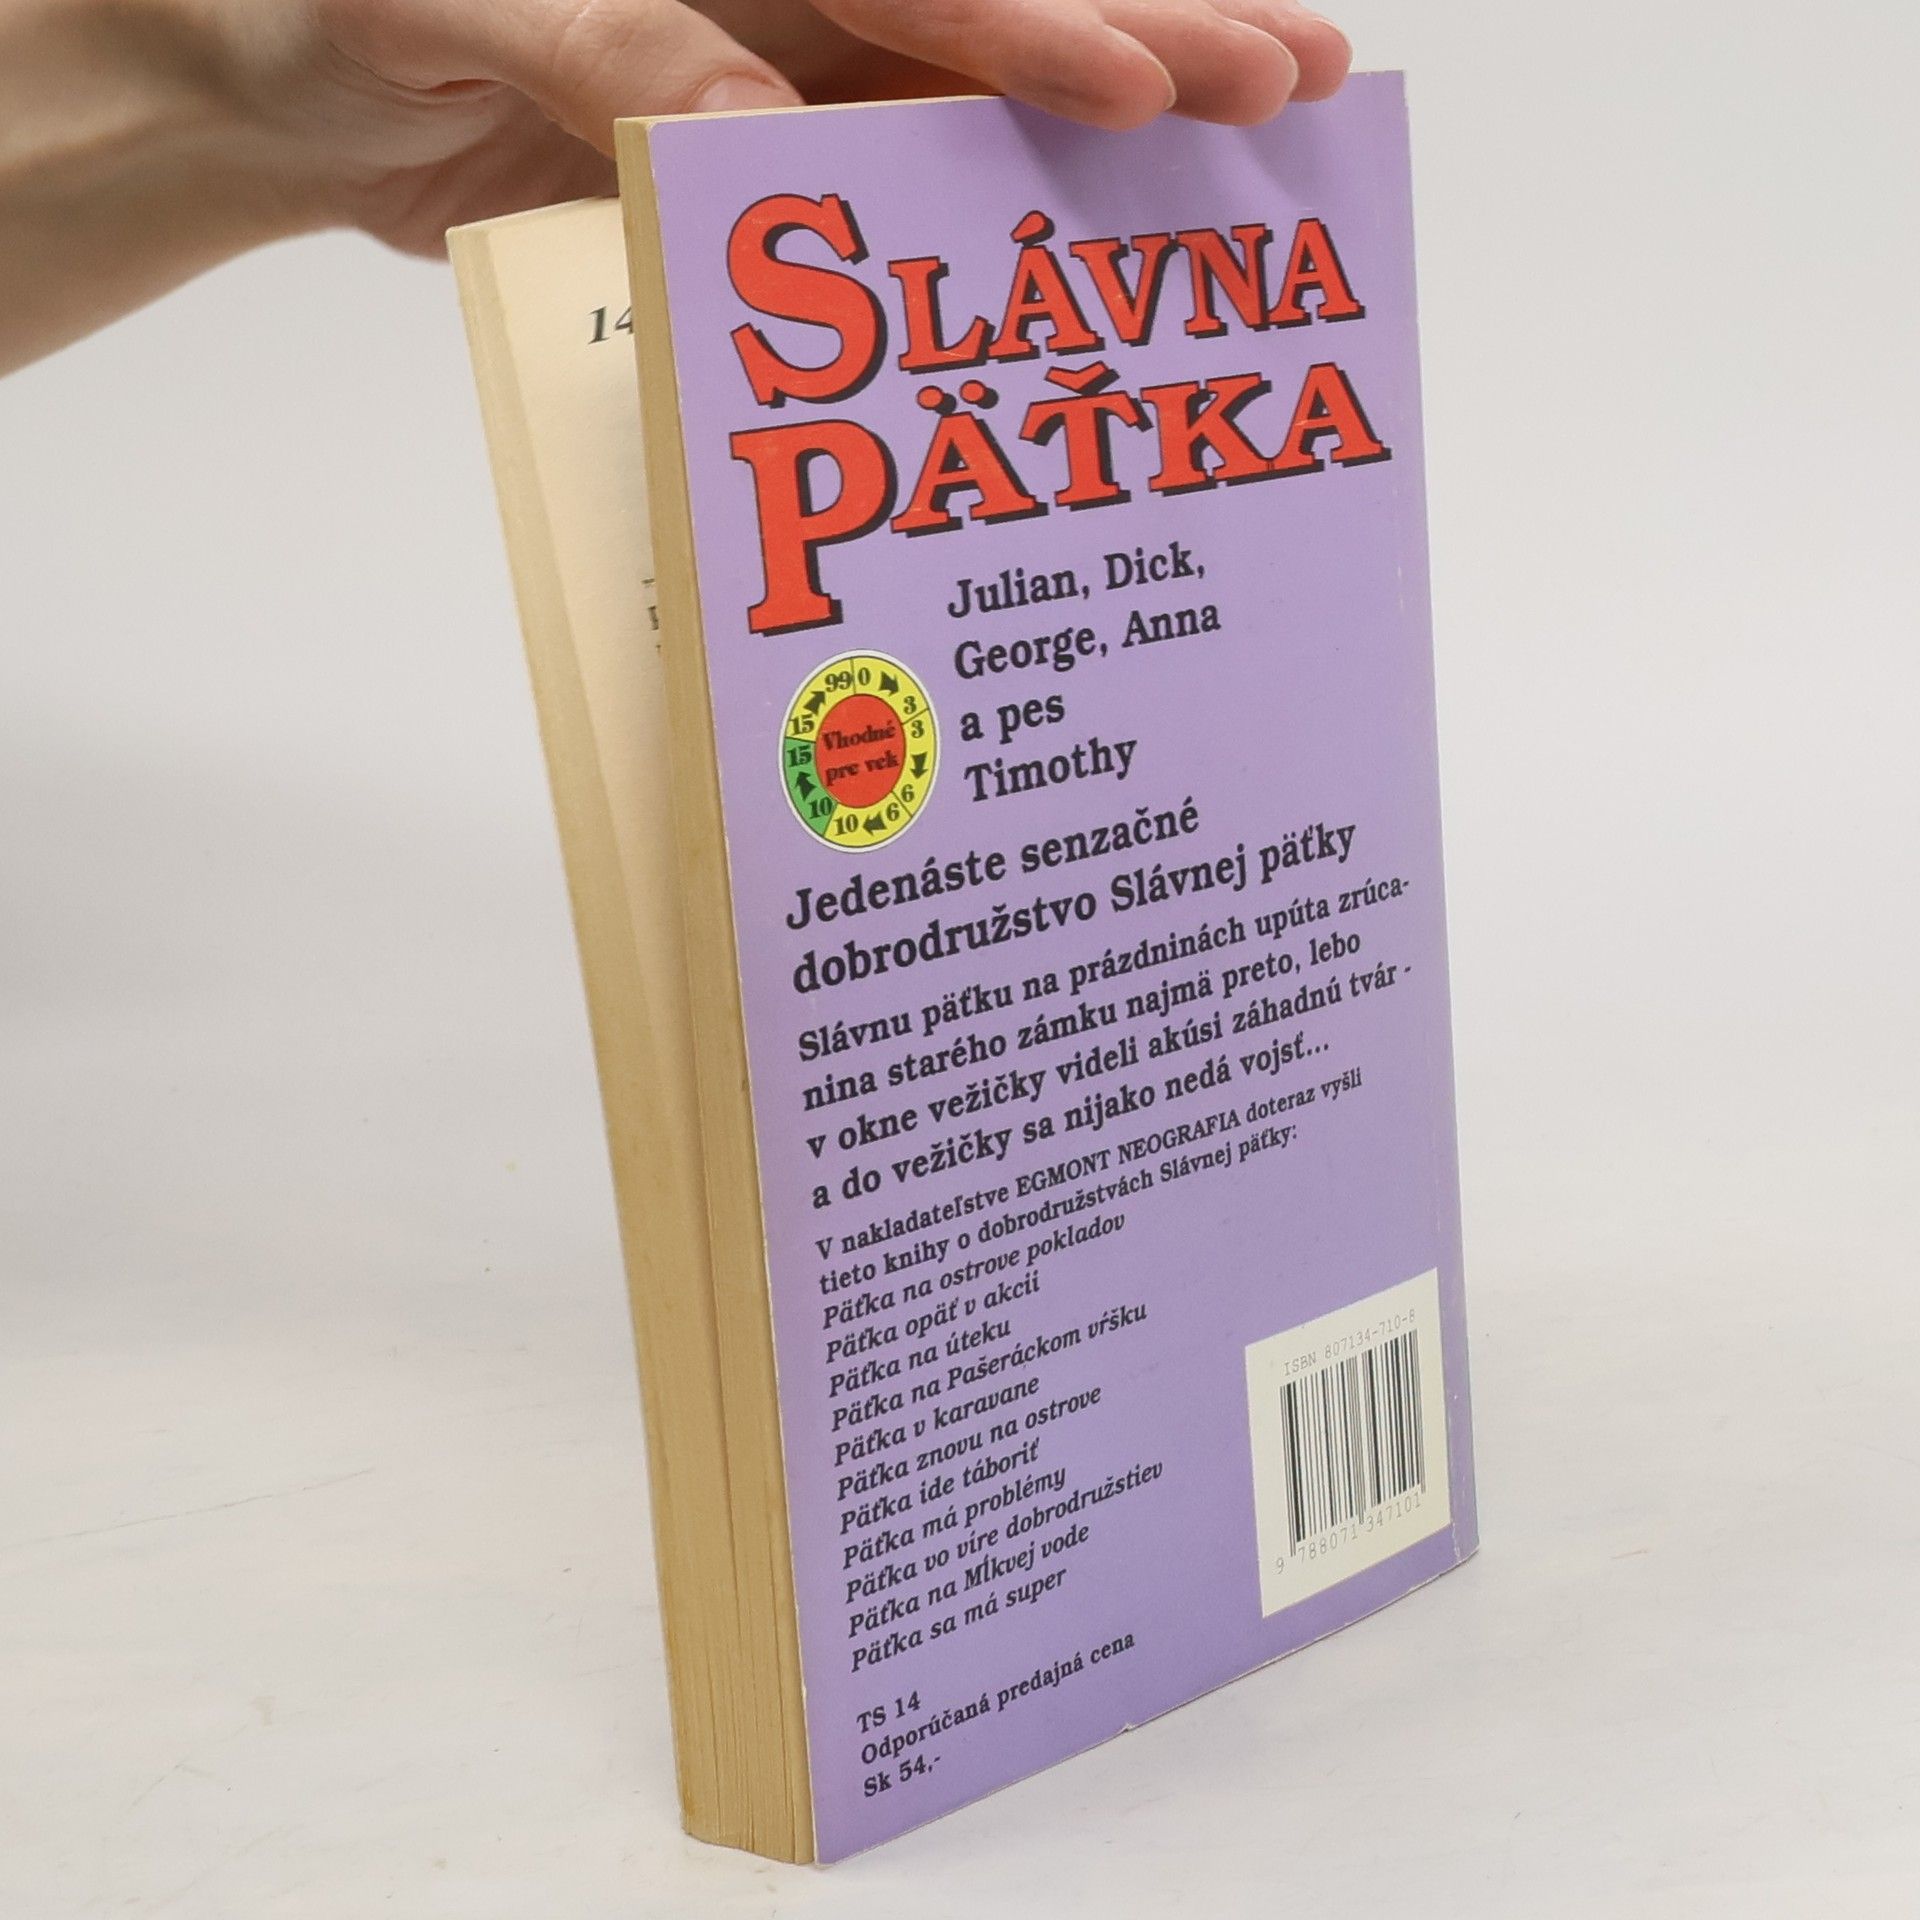 14
SLÁVNA
PÄŤKA
Julian, Dick,
George, Anna
a pes
Timothy
99 0
15 3
Vhodné
pre vek
15 3
10 6
10 6
Jedenáste senzačné
dobrodružstvo Slávnej päťky
Slávnu päťku na prázdninách upúta zrúca-
nina starého zámku najmä preto, lebo
v okne vežičky videli akúsi záhadnú tvár -
a do vežičky sa nijako nedá vojsť...
V nakladateľstve EGMONT NEOGRAFIA doteraz vyšli
tieto knihy o dobrodružstvách Slávnej päťky:
Päťka na ostrove pokladov
Päťka opäť v akcii
Päťka na úteku
Päťka na Pašeráckom vŕšku
Päťka v karavane
Päťka znovu na ostrove
Päťka ide táboriť
Päťka má problémy
Päťka vo víre dobrodružstiev
Päťka na Mĺkvej vode
Päťka sa má super
ISBN 807134-710-8
9 788071 347101
TS 14
Odporúčaná predajná cena
Sk 54,-